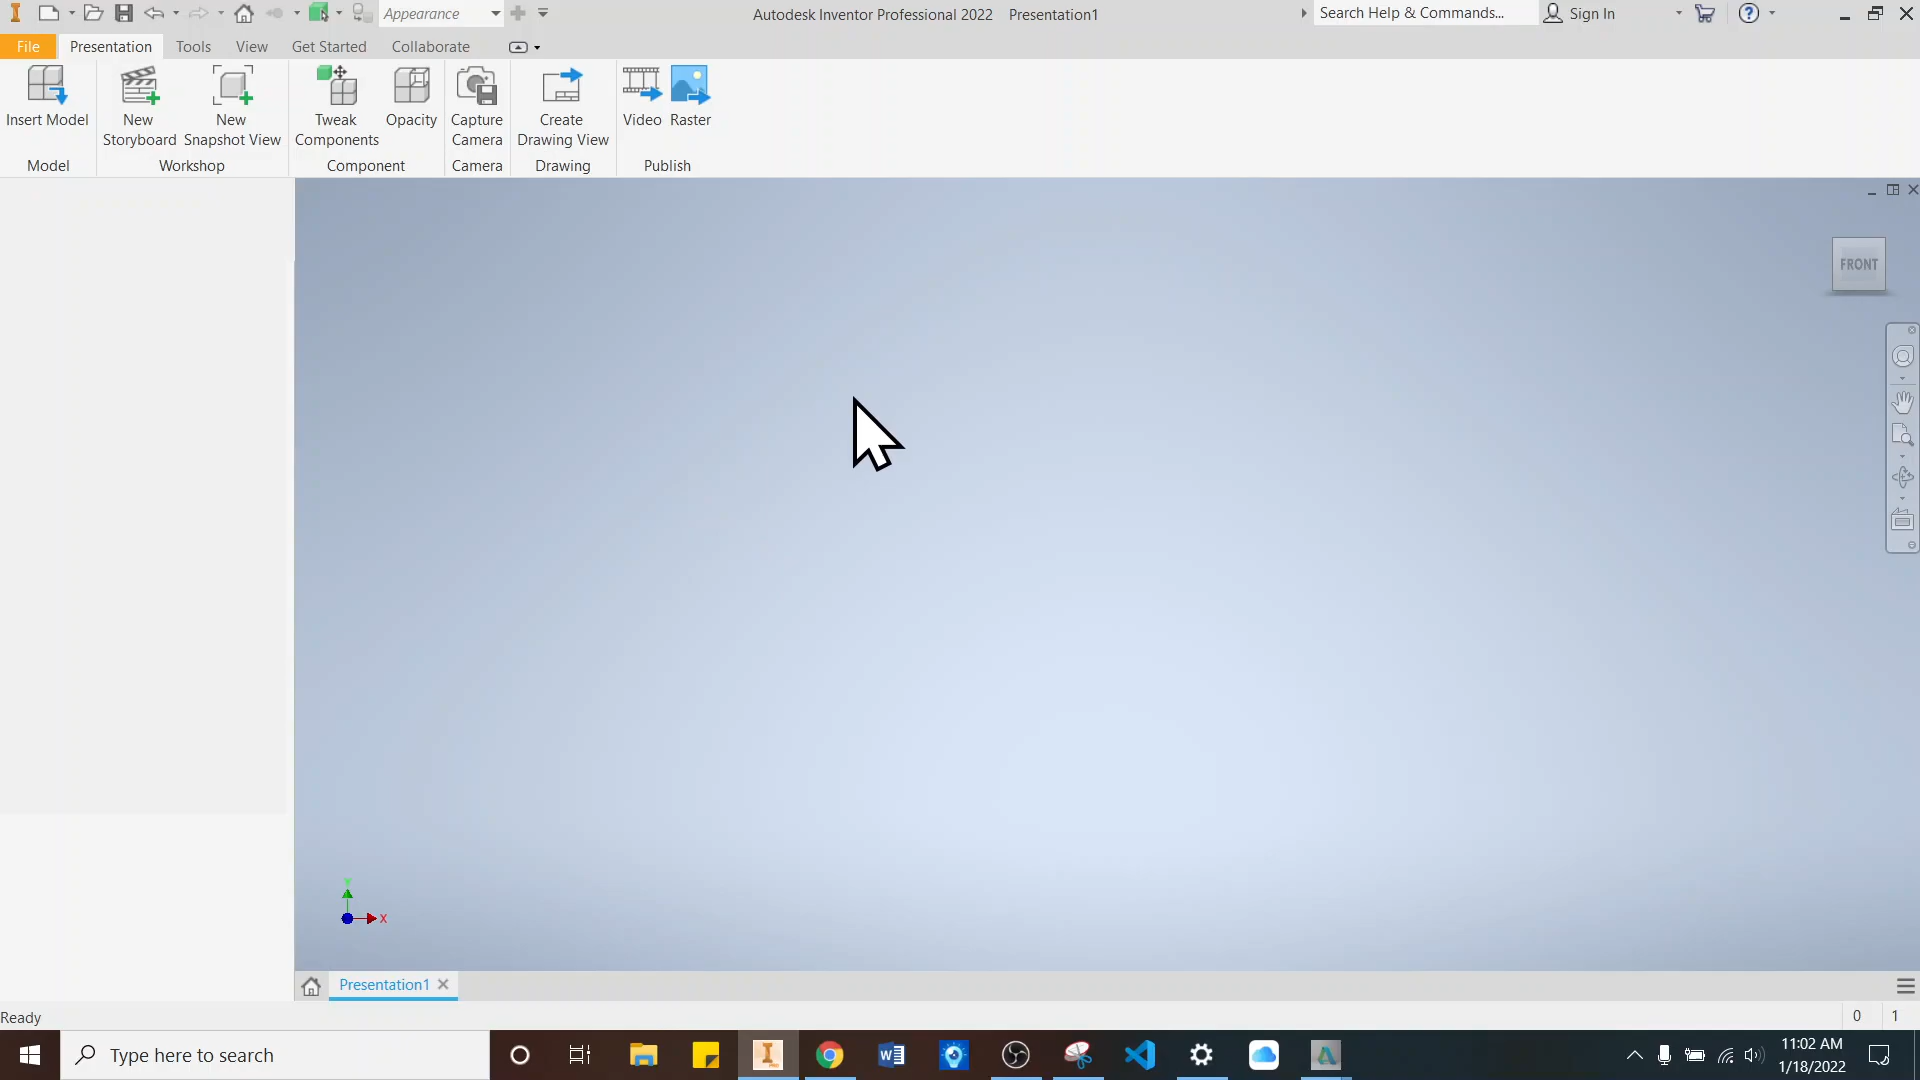 Appearance
Autodesk Inventor Professional 2022 Presentation1
Search Help & Commands...
Sign In
File Presentation Tools View Get Started Collaborate
Insert Model
New Storyboard
New Snapshot View
Tweak Components
Opacity
Capture Camera
Create Drawing View
Video
Raster
Model
Workshop
Component
Camera
Drawing
Publish
FRONT
Y
X
Presentation1
Ready
0 1
Type here to search
11:02 AM
1/18/2022